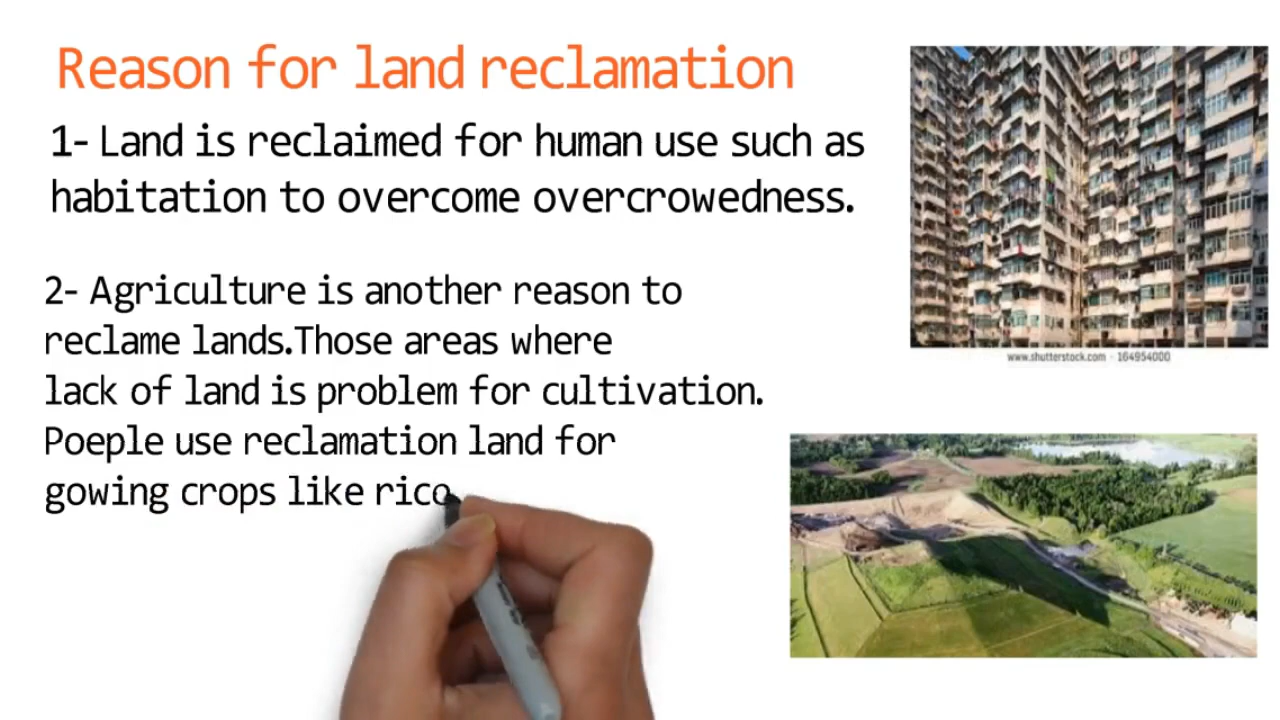 Reason for land reclamation
1- Land is reclaimed for human use such as
habitation to overcome overcrowedness.
2- Agriculture is another reason to
reclame lands.Those areas where
lack of land is problem for cultivation.
Poeple use reclamation land for
gowing crops like
www.shutterstock.com · 164954000